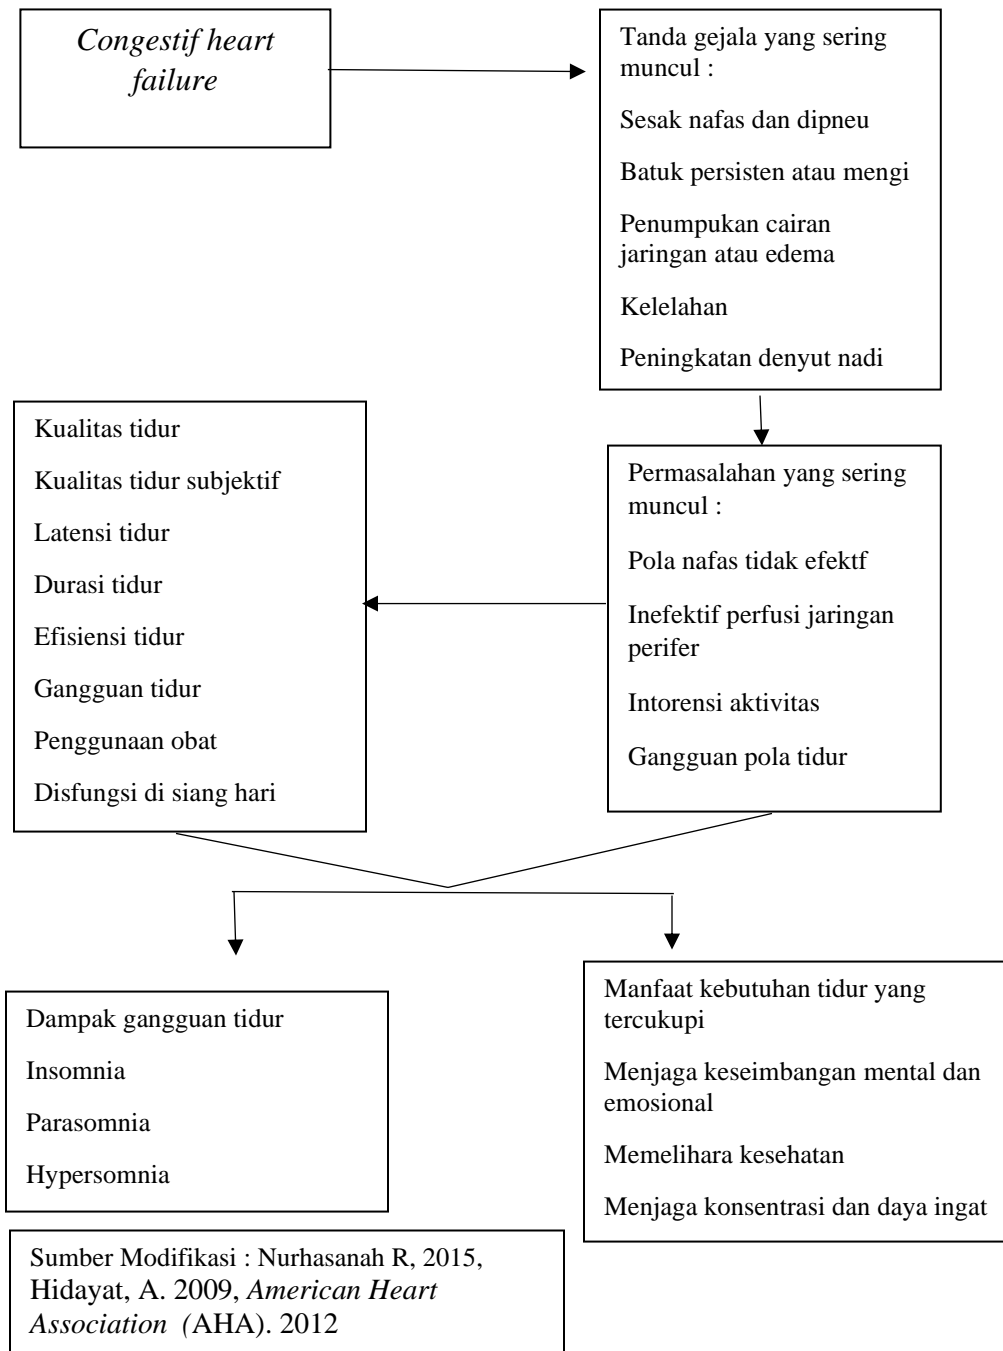 Congestif heart
failure
Tanda gejala yang sering
muncul :
Sesak nafas dan dipneu
Batuk persisten atau mengi
Penumpukan cairan
jaringan atau edema
Kelelahan
Peningkatan denyut nadi
Kualitas tidur
Kualitas tidur subjektif
Latensi tidur
Durasi tidur
Efisiensi tidur
Gangguan tidur
Penggunaan obat
Disfungsi di siang hari
Permasalahan yang sering
muncul :
Pola nafas tidak efektf
Inefektif perfusi jaringan
perifer
Intorensi aktivitas
Gangguan pola tidur
Dampak gangguan tidur
Insomnia
Parasomnia
Hypersomnia
Manfaat kebutuhan tidur yang
tercukupi
Menjaga keseimbangan mental dan
emosional
Memelihara kesehatan
Menjaga konsentrasi dan daya ingat
Sumber Modifikasi : Nurhasanah R, 2015,
Hidayat, A. 2009, American Heart
Association (AHA). 2012